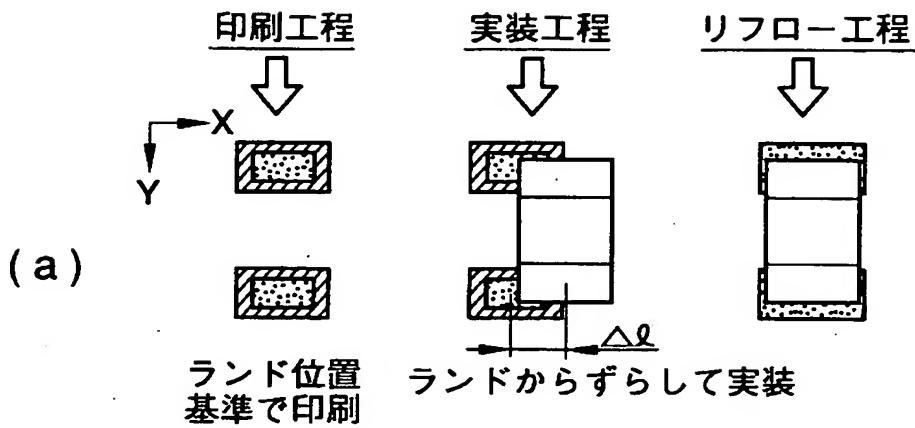 印刷工程 実装工程 リフロー工程
X
Y
(a)
Δℓ
ランド位置 ランドからずらして実装
基準で印刷